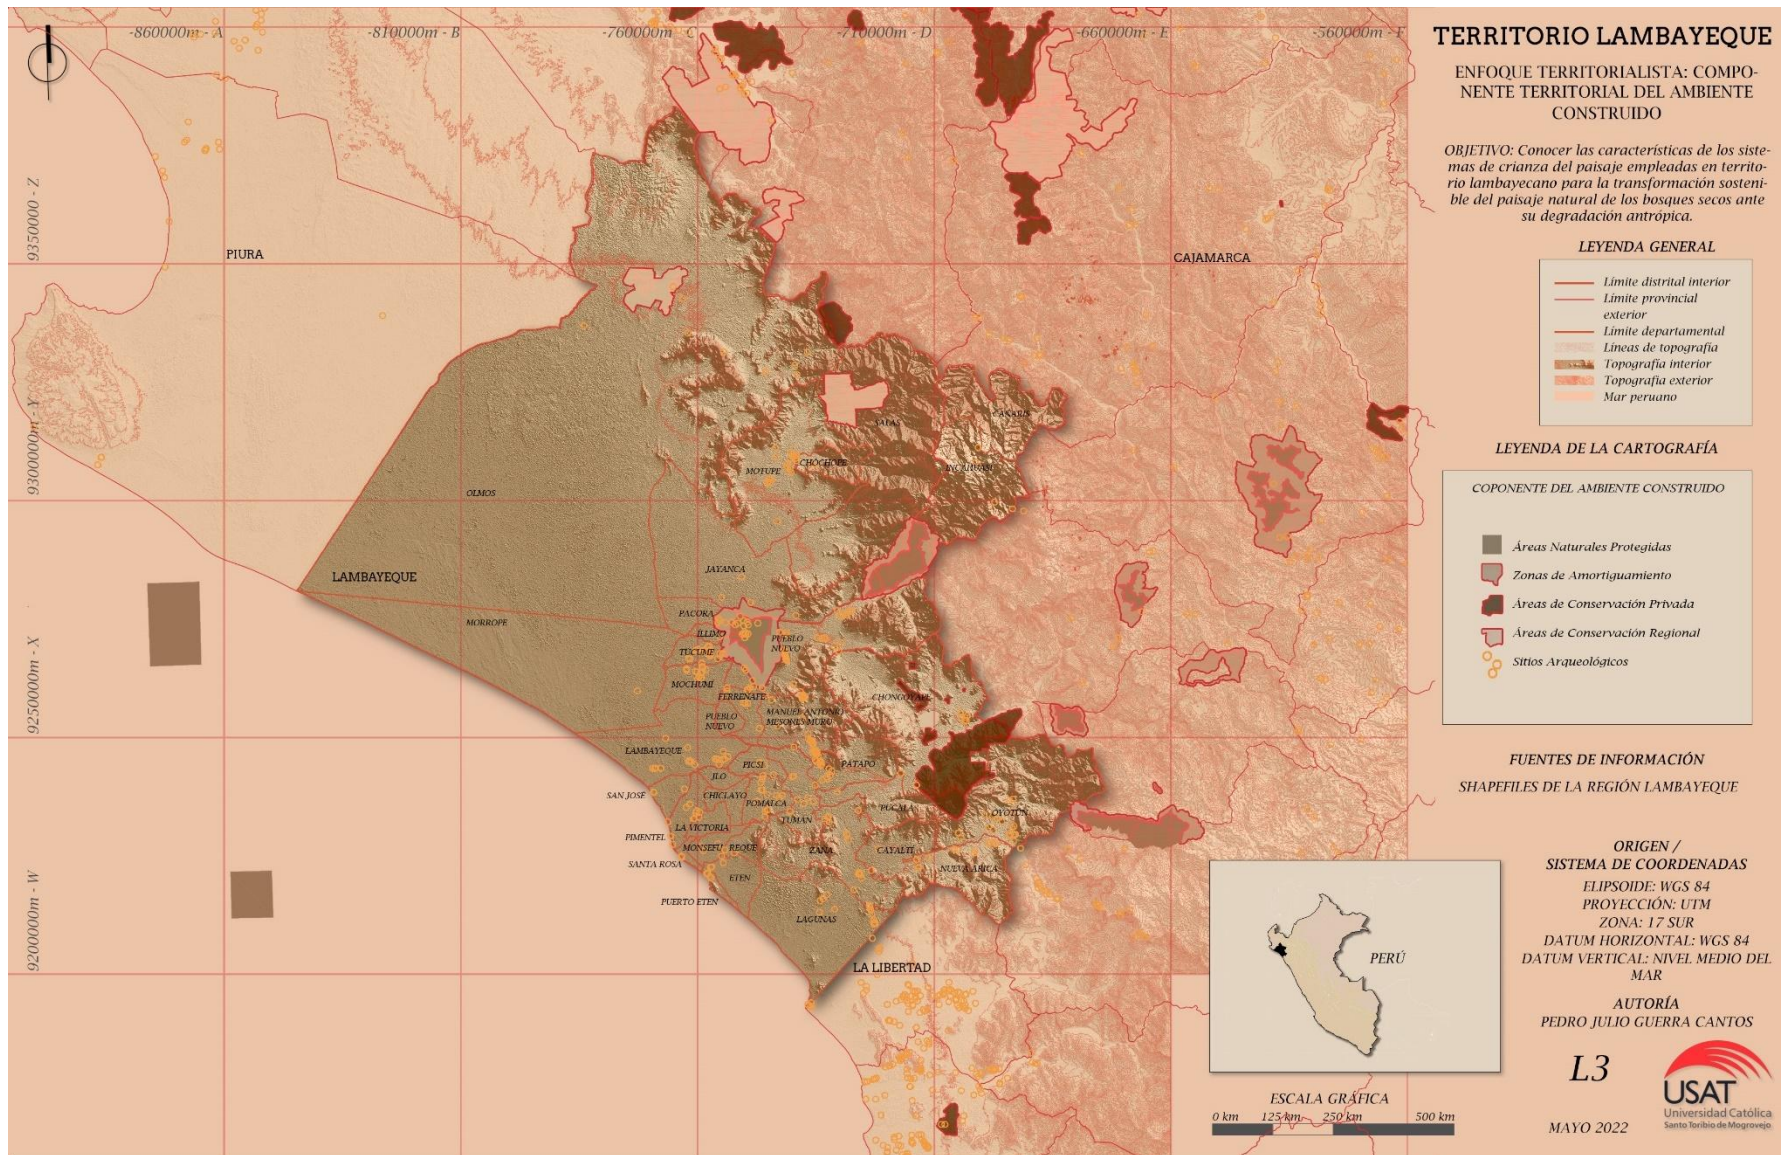 -860000m - A
-810000m - B
-760000m - C
-710000m - D
-660000m - E
-560000m - F
9350000 - Z
9300000m - Y
9250000m - X
9200000m - W
PIURA
CAJAMARCA
LAMBAYEQUE
LA LIBERTAD
OLMOS
SALAS
CAÑARIS
INCAHUASI
MOTUPE
CHOCHOPE
JAYANCA
PACORA
MORROPE
ILLIMO
PUEBLO
NUEVO
TÚCUME
MOCHUMI
FERREÑAFE
CHONGOYAPE
PUEBLO
NUEVO
MANUEL ANTONIO
MESONES MURO
LAMBAYEQUE
PICSI
PATAPO
JLO
SAN JOSE
CHICLAYO
POMALCA
PUCALA
OYOTÚN
TUMAN
LA VICTORIA
PIMENTEL
MONSEFU
REQUE
ZAÑA
CAYALTI
SANTA ROSA
NUEVA ARICA
ETEN
PUERTO ETEN
LAGUNAS
TERRITORIO LAMBAYEQUE
ENFOQUE TERRITORIALISTA: COMPO-
NENTE TERRITORIAL DEL AMBIENTE
CONSTRUIDO
OBJETIVO: Conocer las características de los siste-
mas de crianza del paisaje empleadas en territo-
rio lambayecano para la transformación sosteni-
ble del paisaje natural de los bosques secos ante
su degradación antrópica.
LEYENDA GENERAL
Límite distrital interior
Límite provincial
exterior
Límite departamental
Líneas de topografía
Topografía interior
Topografía exterior
Mar peruano
LEYENDA DE LA CARTOGRAFÍA
COPONENTE DEL AMBIENTE CONSTRUIDO
Áreas Naturales Protegidas
Zonas de Amortiguamiento
Áreas de Conservación Privada
Áreas de Conservación Regional
Sitios Arqueológicos
FUENTES DE INFORMACIÓN
SHAPEFILES DE LA REGIÓN LAMBAYEQUE
ORIGEN /
SISTEMA DE COORDENADAS
ELIPSOIDE: WGS 84
PROYECCIÓN: UTM
ZONA: 17 SUR
DATUM HORIZONTAL: WGS 84
DATUM VERTICAL: NIVEL MEDIO DEL
MAR
AUTORÍA
PEDRO JULIO GUERRA CANTOS
L3
MAYO 2022
USAT
Universidad Católica
Santo Toribio de Mogrovejo
PERÚ
ESCALA GRÁFICA
0 km 125 km 250 km 500 km